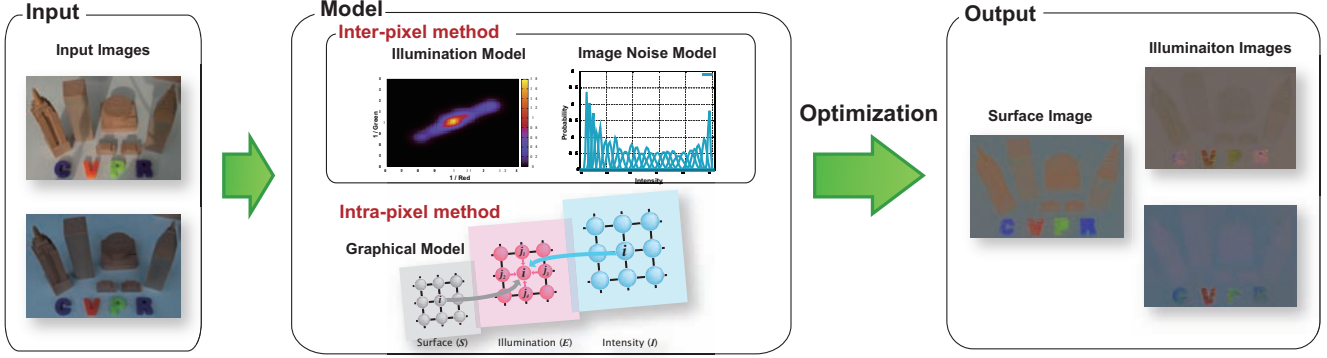 Input
Input Images
C V P R
C V P R
Model
Inter-pixel method
Illumination Model
1 / Green
1 / Red
Image Noise Model
Probability
Intensity
Intra-pixel method
Graphical Model
i
j
i
i
Surface (S)
Illumination (E)
Intensity (I)
Optimization
Output
Surface Image
C V P R
Illuminaiton Images
C V P R
C V P R